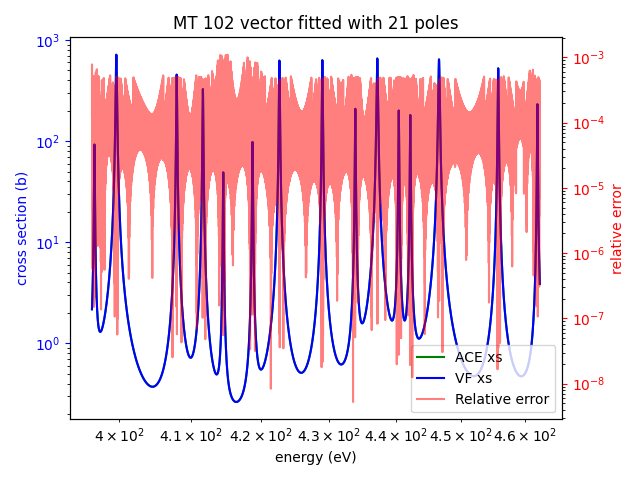 MT 102 vector fitted with 21 poles
10³
10²
10¹
10⁰
cross section (b)
10⁻³
10⁻⁴
10⁻⁵
10⁻⁶
10⁻⁷
10⁻⁸
relative error
ACE xs
VF xs
Relative error
4 × 10² 4.1 × 10² 4.2 × 10² 4.3 × 10² 4.4 × 10² 4.5 × 10² 4.6 × 10²
energy (eV)